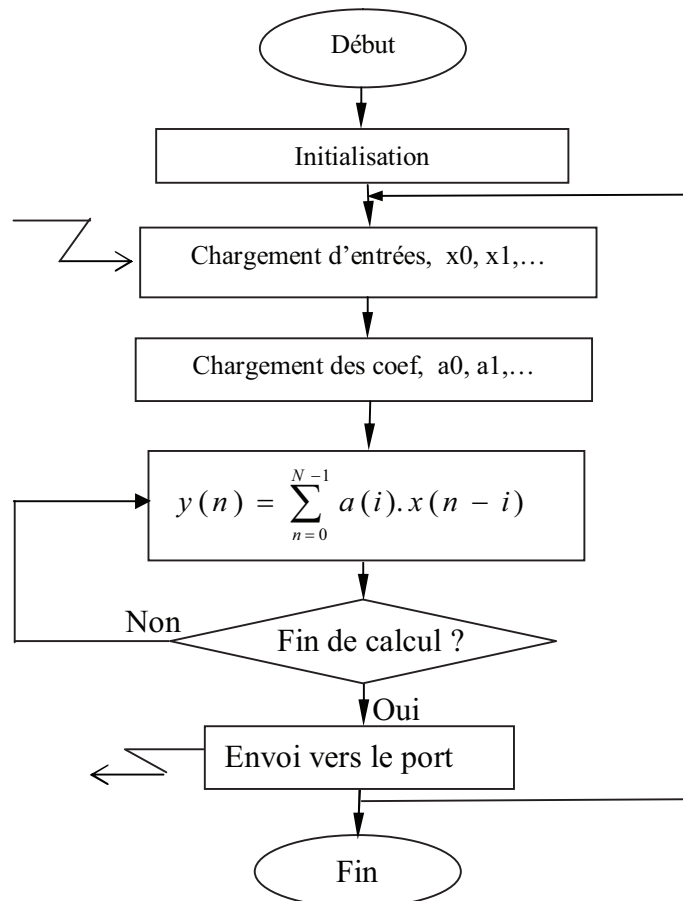 Début
Initialisation
Chargement d'entrées, x0, x1,…
Chargement des coef, a0, a1,…
y(n) = \sum_{n=0}^{N-1} a(i).x(n-i)
Non
Fin de calcul ?
Oui
Envoi vers le port
Fin